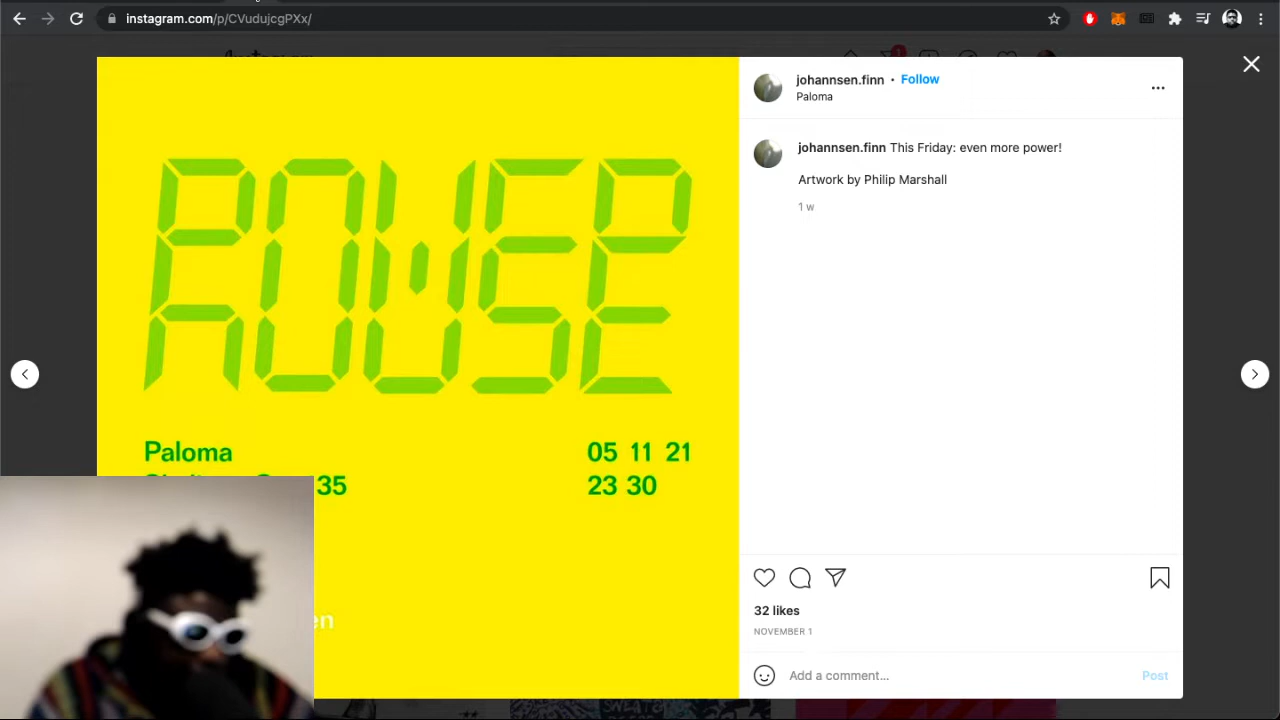 instagram.com/p/CVudujcgPXx/
1
POWER
HOUSE
Paloma
35
05 11 21
23 30
johannsen.finn • Follow
Paloma
johannsen.finn This Friday: even more power!
Artwork by Philip Marshall
1 w
32 likes
NOVEMBER 1
Add a comment...
Post